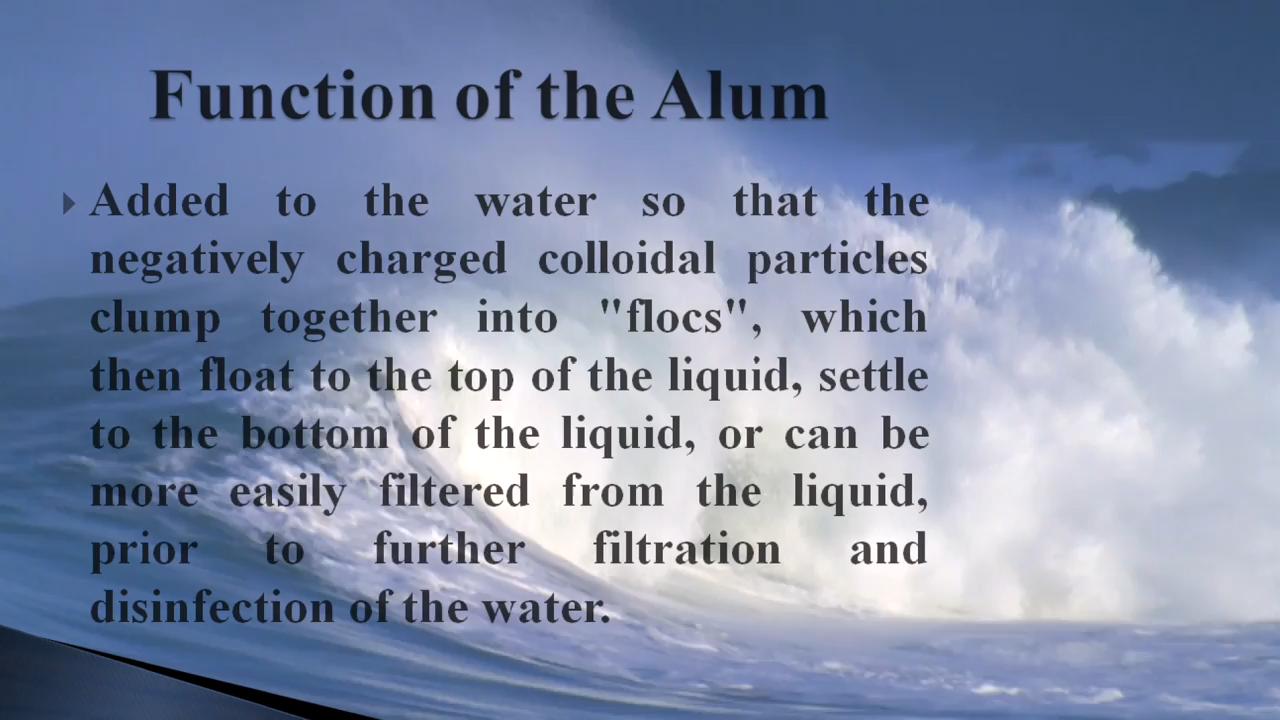 Function of the Alum
Added to the water so that the
negatively charged colloidal particles
clump together into "flocs", which
then float to the top of the liquid, settle
to the bottom of the liquid, or can be
more easily filtered from the liquid,
prior to further filtration and
disinfection of the water.